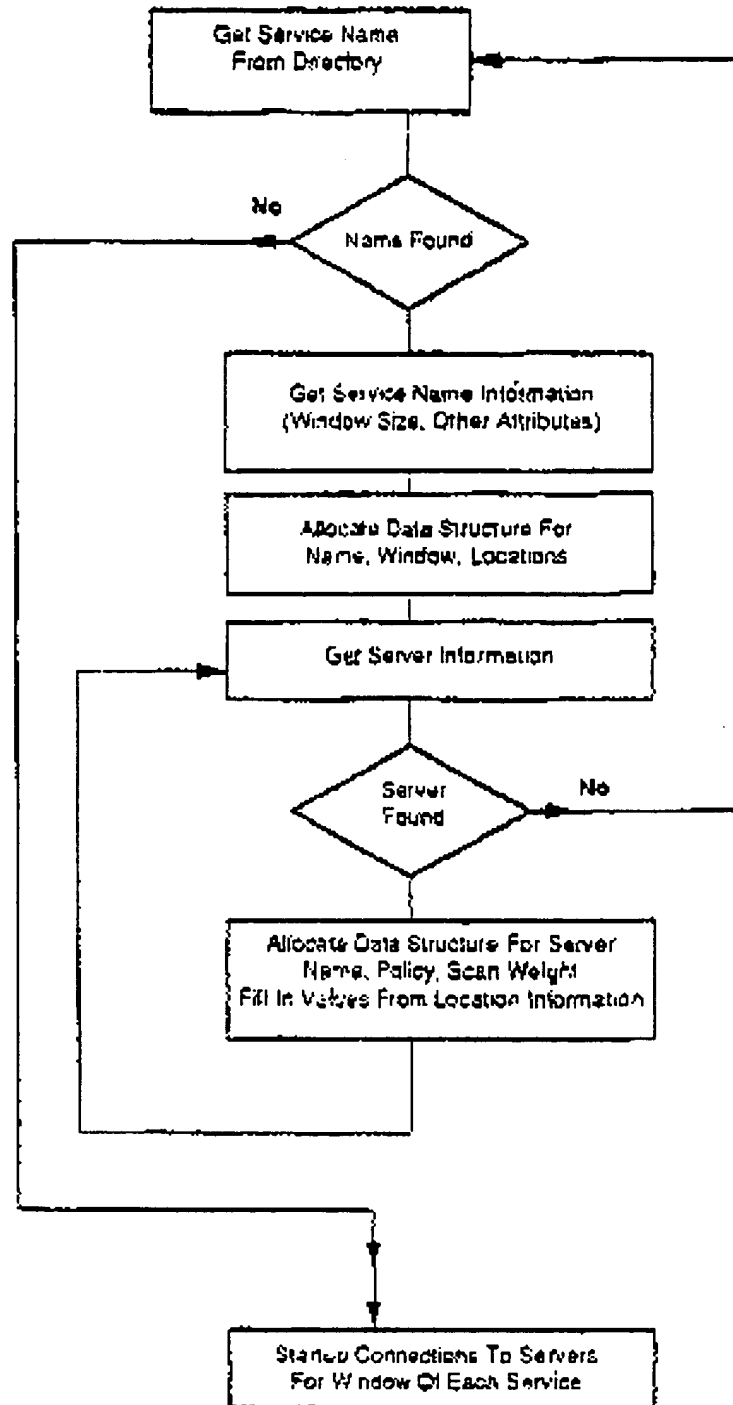 Get Service Name
From Directory
No
Name Found
Get Service Name Information
(Window Size, Other Attributes)
Allocate Data Structure For
Name, Window, Locations
Get Server Information
Server
Found
No
Allocate Data Structure For Server
Name, Policy, Scan Weight
Fill In Values From Location Information
Startup Connections To Servers
For Window Of Each Service